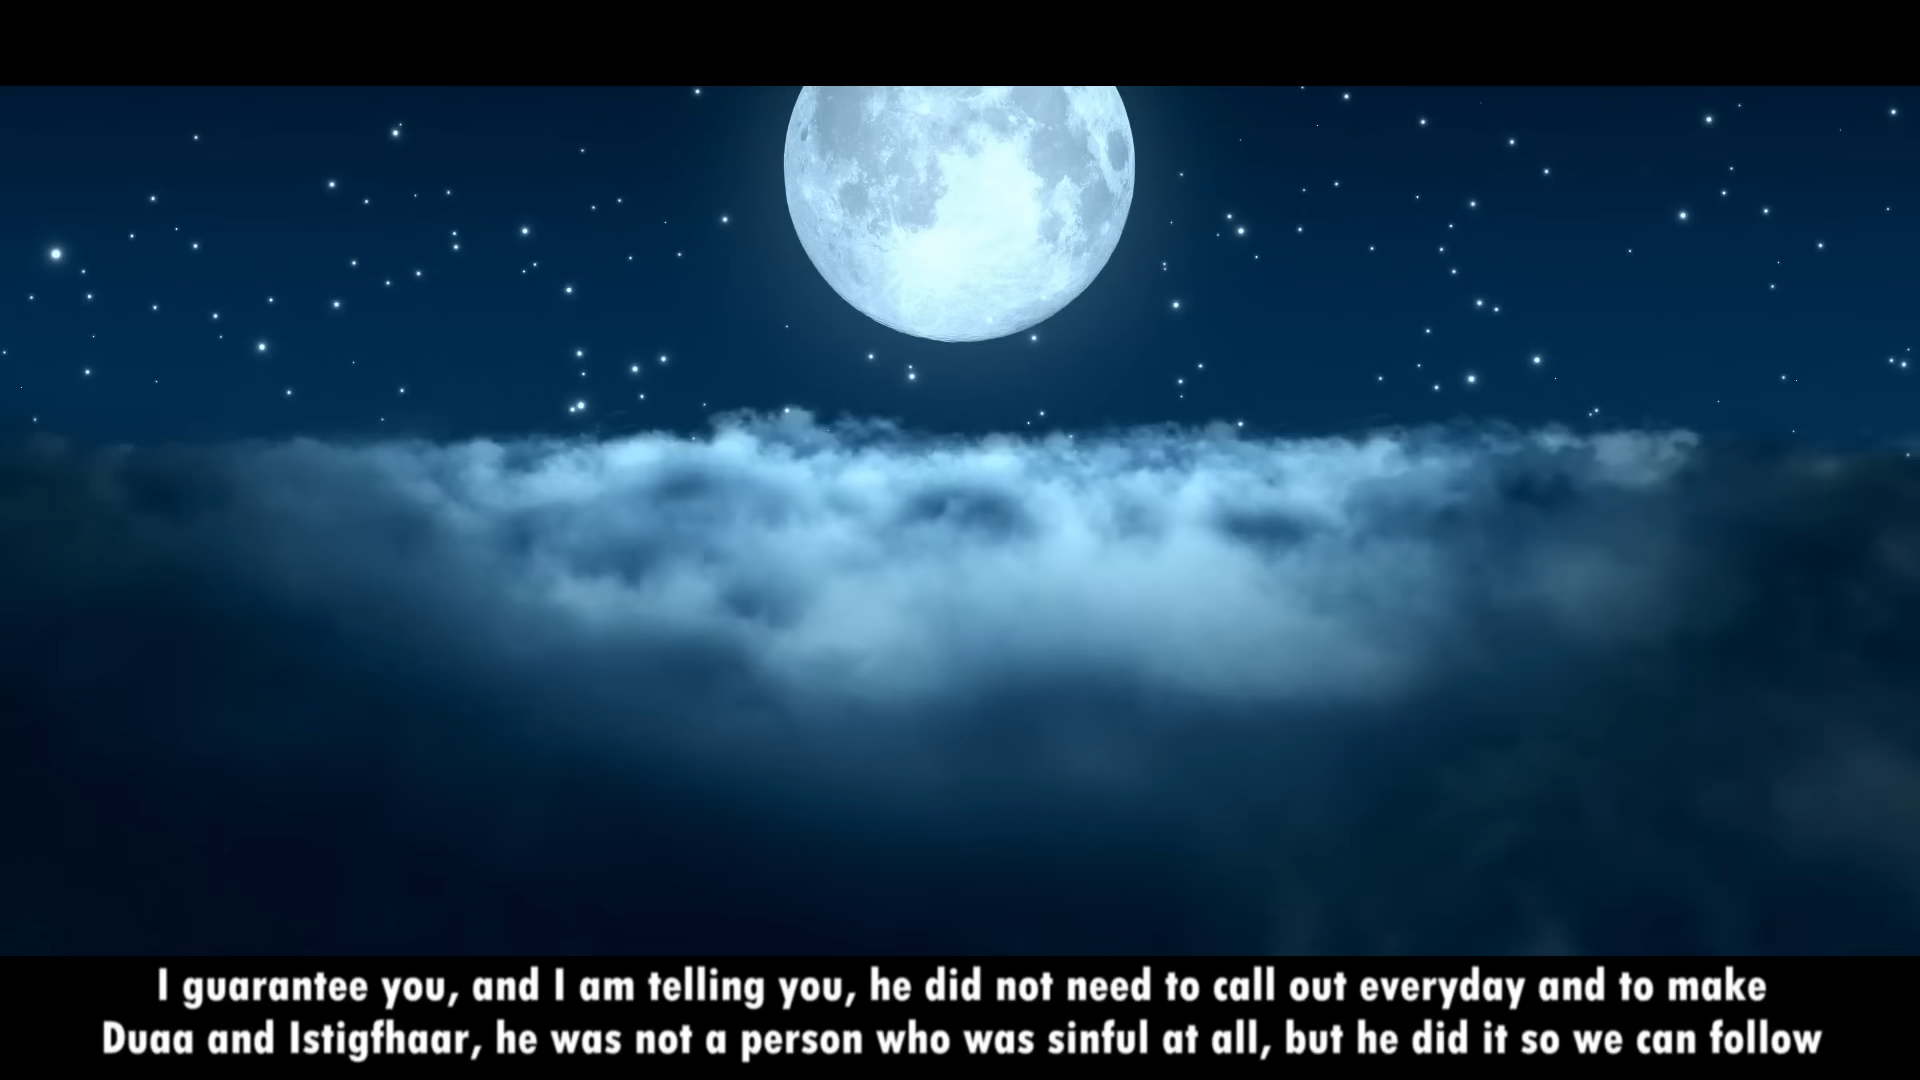 I guarantee you, and I am telling you, he did not need to call out everyday and to make
Duaa and Istigfhaar, he was not a person who was sinful at all, but he did it so we can follow